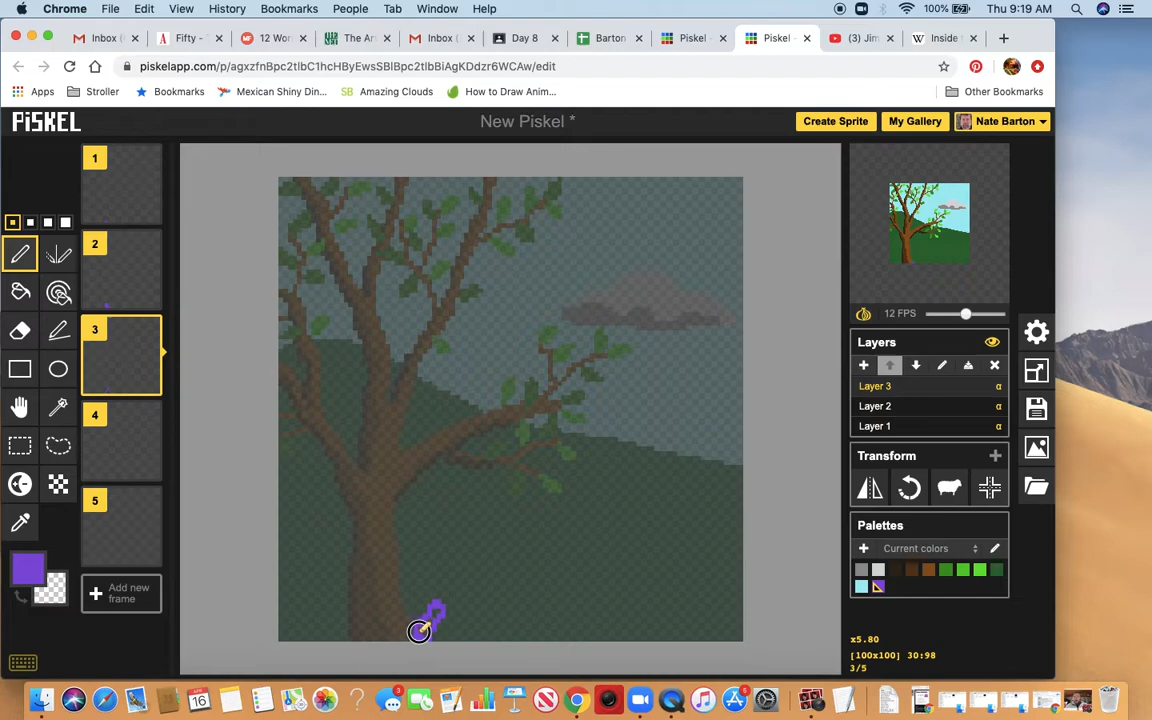 Chrome File Edit View History Bookmarks People Tab Window Help 100% Thu 9:19 AM
Inbox ( Fifty - 12 Wor The Ar Inbox ( Day 8 Barton Piskel - Piskel - (3) Jim Inside
piskelapp.com/p/agxzfnBpc2tlbC1hcHByEwsSBlBpc2tlbBiAgKDdzr6WCAw/edit
Apps Stroller Bookmarks Mexican Shiny Din... Amazing Clouds How to Draw Anim... Other Bookmarks
PiSKEL New Piskel * Create Sprite My Gallery Nate Barton
1
2
3
4
5
Add new
frame
12 FPS
Layers
Layer 3 α
Layer 2 α
Layer 1 α
Transform
Palettes
Current colors
x5.80
[100x100] 30:98
3/5